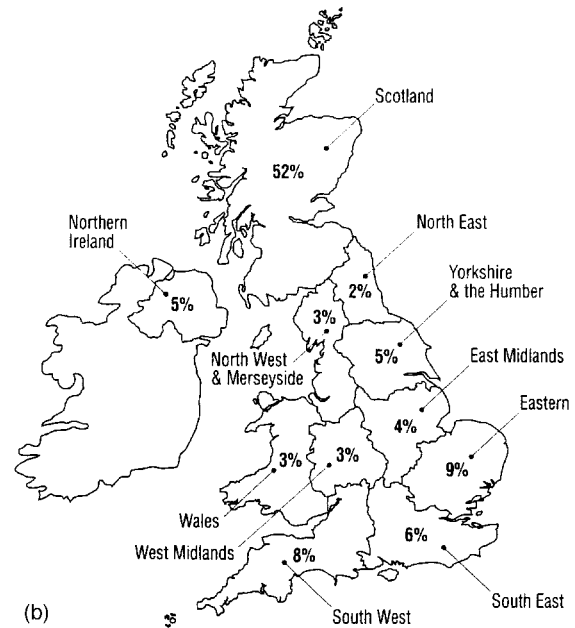 Scotland
52%
Northern
Ireland
North East
5%
2%
Yorkshire
& the Humber
3%
5%
North West
& Merseyside
East Midlands
Eastern
4%
3%
3%
9%
Wales
West Midlands
6%
8%
South East
South West
(b)